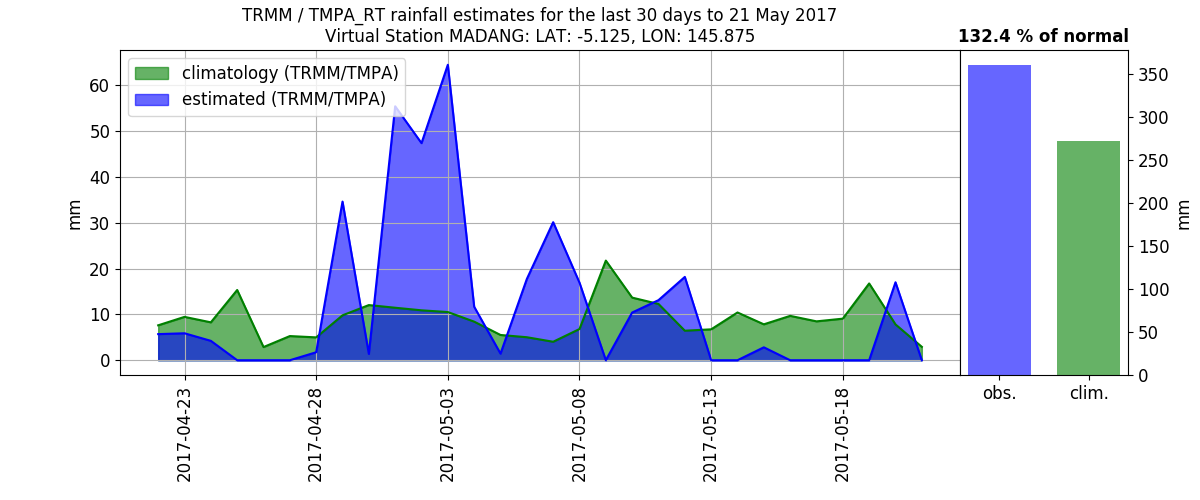 TRMM / TMPA_RT rainfall estimates for the last 30 days to 21 May 2017
Virtual Station MADANG: LAT: -5.125, LON: 145.875
132.4 % of normal
climatology (TRMM/TMPA)
estimated (TRMM/TMPA)
mm
60
50
40
30
20
10
0
2017-04-23
2017-04-28
2017-05-03
2017-05-08
2017-05-13
2017-05-18
obs.
clim.
350
300
250
200
150
100
50
0
mm